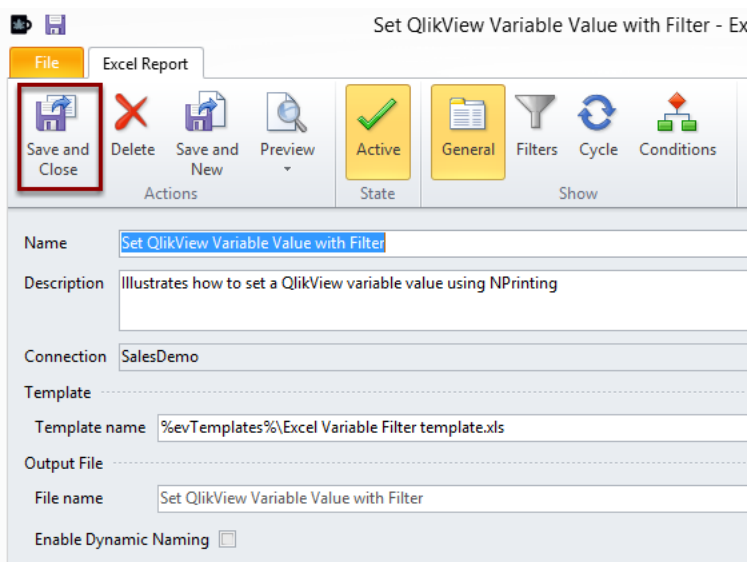 Set QlikView Variable Value with Filter - Ex
File Excel Report
Save and Close Delete Save and New Preview Active General Filters Cycle Conditions
Actions State Show
Name Set QlikView Variable Value with Filter
Description Illustrates how to set a QlikView variable value using NPrinting
Connection SalesDemo
Template
Template name %evTemplates%\Excel Variable Filter template.xls
Output File
File name Set QlikView Variable Value with Filter
Enable Dynamic Naming